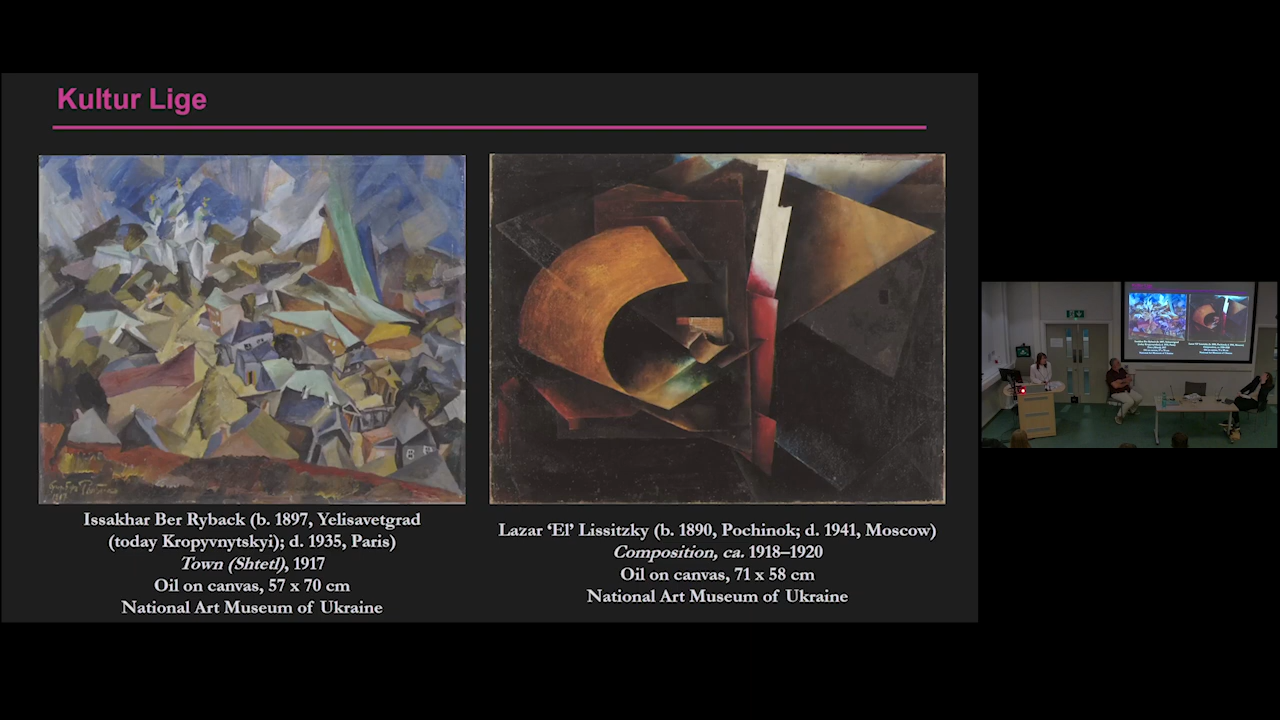 Kultur Lige
Issakhar Ber Ryback (b. 1897, Yelisavetgrad
(today Kropyvnytskyi); d. 1935, Paris)
Town (Shtetl), 1917
Oil on canvas, 57 x 70 cm
National Art Museum of Ukraine
Lazar ‘El’ Lissitzky (b. 1890, Pochinok; d. 1941, Moscow)
Composition, ca. 1918–1920
Oil on canvas, 71 x 58 cm
National Art Museum of Ukraine